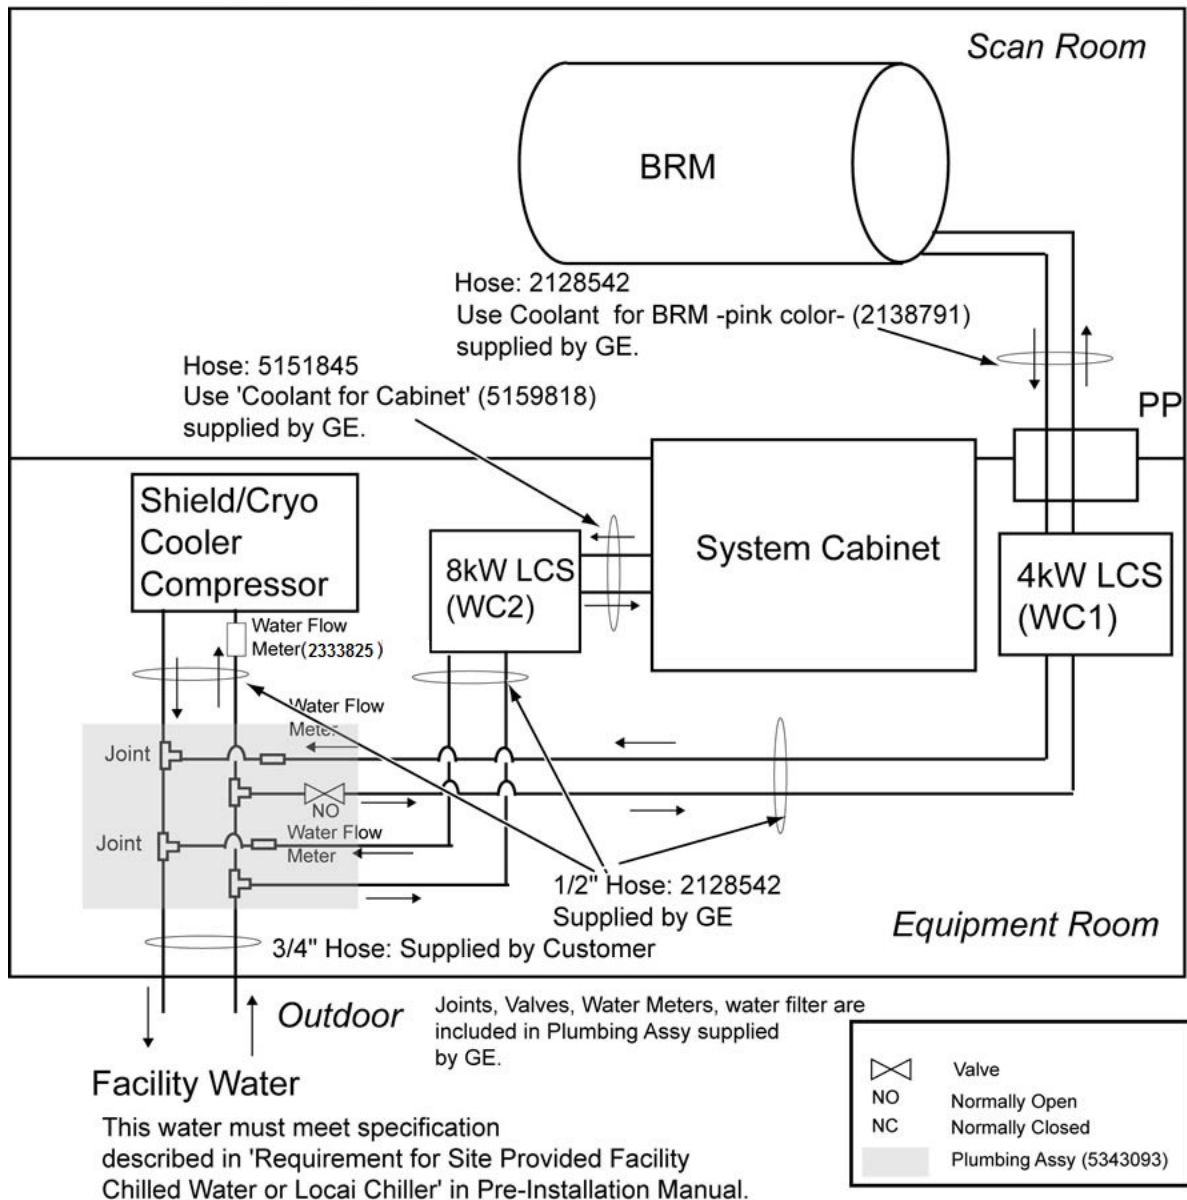 Scan Room
BRM
Hose: 2128542
Use Coolant for BRM -pink color- (2138791)
supplied by GE.
Hose: 5151845
Use 'Coolant for Cabinet' (5159818)
supplied by GE.
PP
Shield/Cryo
Cooler
Compressor
8kW LCS
(WC2)
System Cabinet
4kW LCS
(WC1)
Water Flow
Meter(2333825)
Water Flow
Meter
Joint
NO
Joint
Water Flow
Meter
1/2" Hose: 2128542
Supplied by GE
Equipment Room
3/4" Hose: Supplied by Customer
Outdoor
Joints, Valves, Water Meters, water filter are
included in Plumbing Assy supplied
by GE.
Facility Water
This water must meet specification
described in 'Requirement for Site Provided Facility
Chilled Water or Locai Chiller' in Pre-Installation Manual.
Valve
NO Normally Open
NC Normally Closed
Plumbing Assy (5343093)